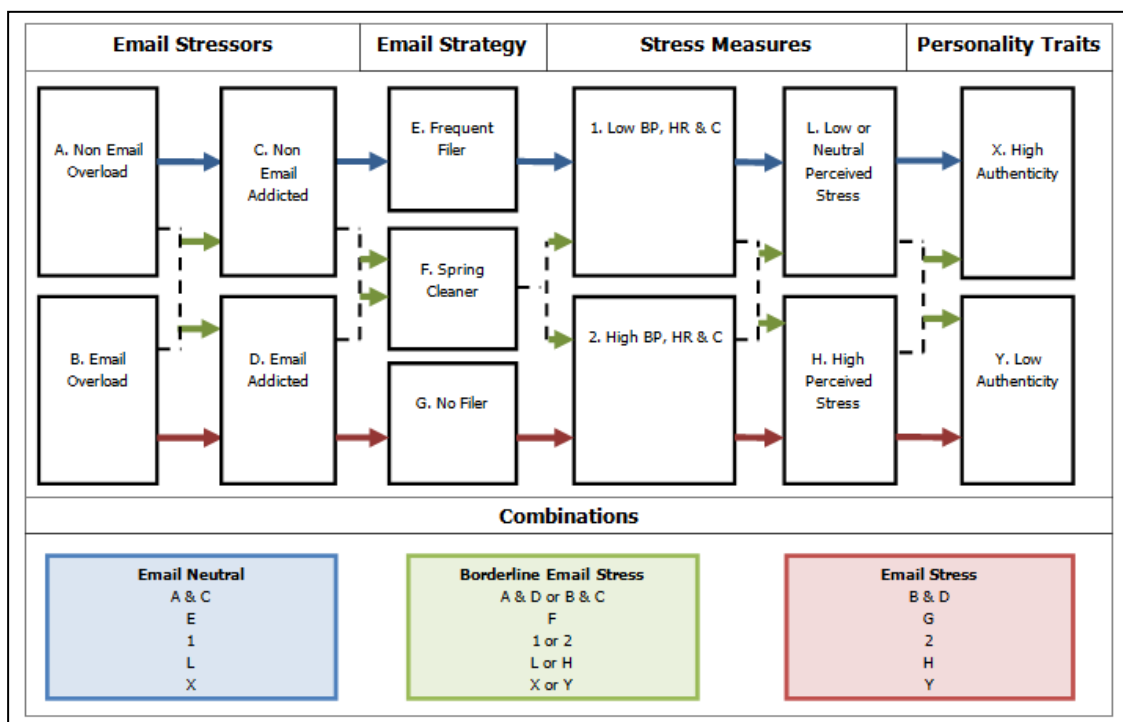 Email Stressors
Email Strategy
Stress Measures
Personality Traits
A. Non Email
Overload
C. Non
Email
Addicted
E. Frequent
Filer
1. Low BP, HR & C
L. Low or
Neutral
Perceived
Stress
X. High
Authenticity
F. Spring
Cleaner
B. Email
Overload
D. Email
Addicted
G. No Filer
2. High BP, HR & C
H. High
Perceived
Stress
Y. Low
Authenticity
Combinations
Email Neutral
A & C
E
1
L
X
Borderline Email Stress
A & D or B & C
F
1 or 2
L or H
X or Y
Email Stress
B & D
G
2
H
Y